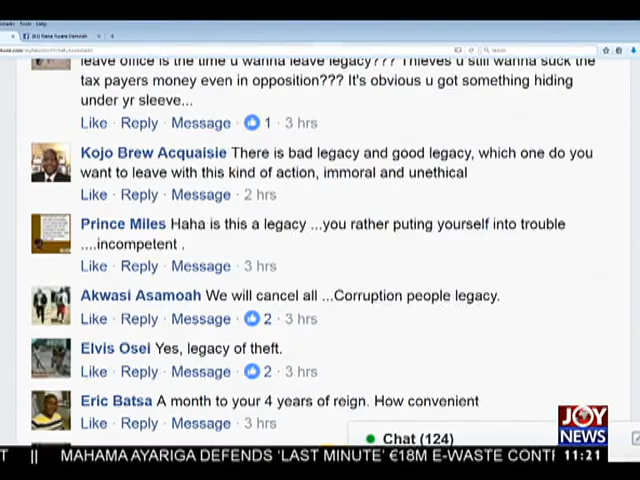 leave office is the time u wanna leave legacy??? Thieves u still wanna suck the
tax payers money even in opposition??? It's obvious u got something hiding
under yr sleeve...
Like · Reply · Message · 1 · 3 hrs
Kojo Brew Acquaisie There is bad legacy and good legacy, which one do you
want to leave with this kind of action, immoral and unethical
Like · Reply · Message · 2 hrs
Prince Miles Haha is this a legacy ...you rather puting yourself into trouble
....incompetent .
Like · Reply · Message · 3 hrs
Akwasi Asamoah We will cancel all ...Corruption people legacy.
Like · Reply · Message · 2 · 3 hrs
Elvis Osei Yes, legacy of theft.
Like · Reply · Message · 2 · 3 hrs
Eric Batsa A month to your 4 years of reign. How convenient
Like · Reply · Message · 3 hrs
Chat (124)
JOY
NEWS
T || MAHAMA AYARIGA DEFENDS 'LAST MINUTE' €18M E-WASTE CONT
11:21